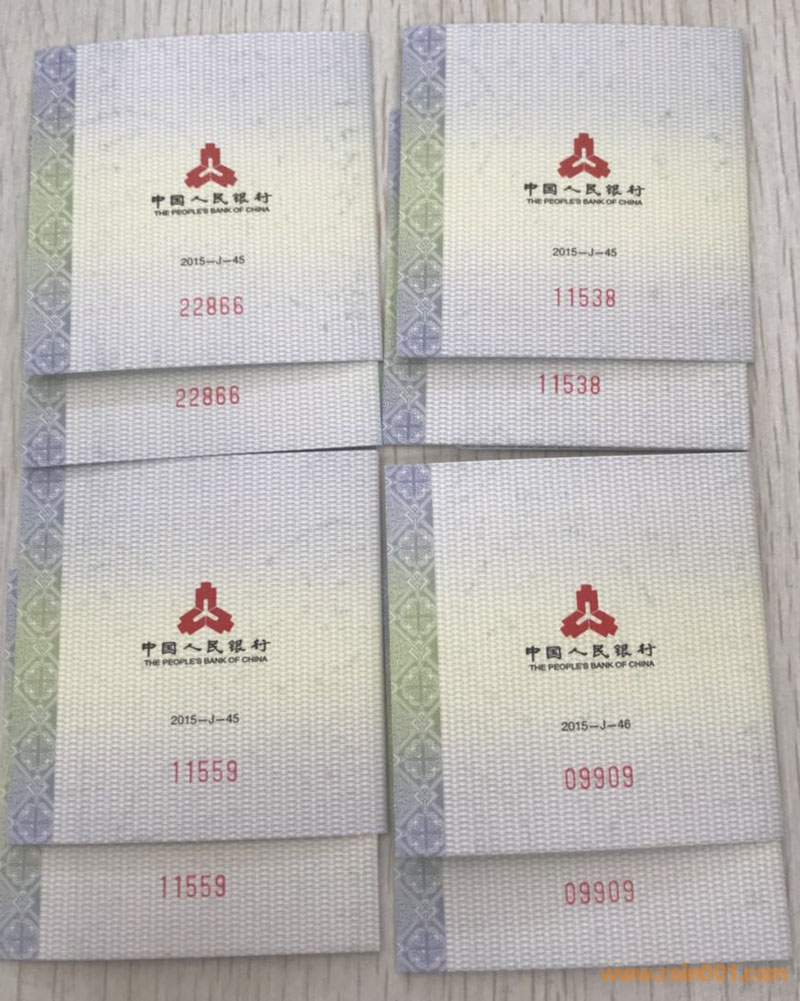 中国人民银行
THE PEOPLE'S BANK OF CHINA
2015-J-45
22866
22866
中国人民银行
THE PEOPLE'S BANK OF CHINA
2015-J-45
11538
11538
中国人民银行
THE PEOPLE'S BANK OF CHINA
2015-J-45
11559
11559
中国人民银行
THE PEOPLE'S BANK OF CHINA
2015-J-46
09909
09909
www.coin001.com